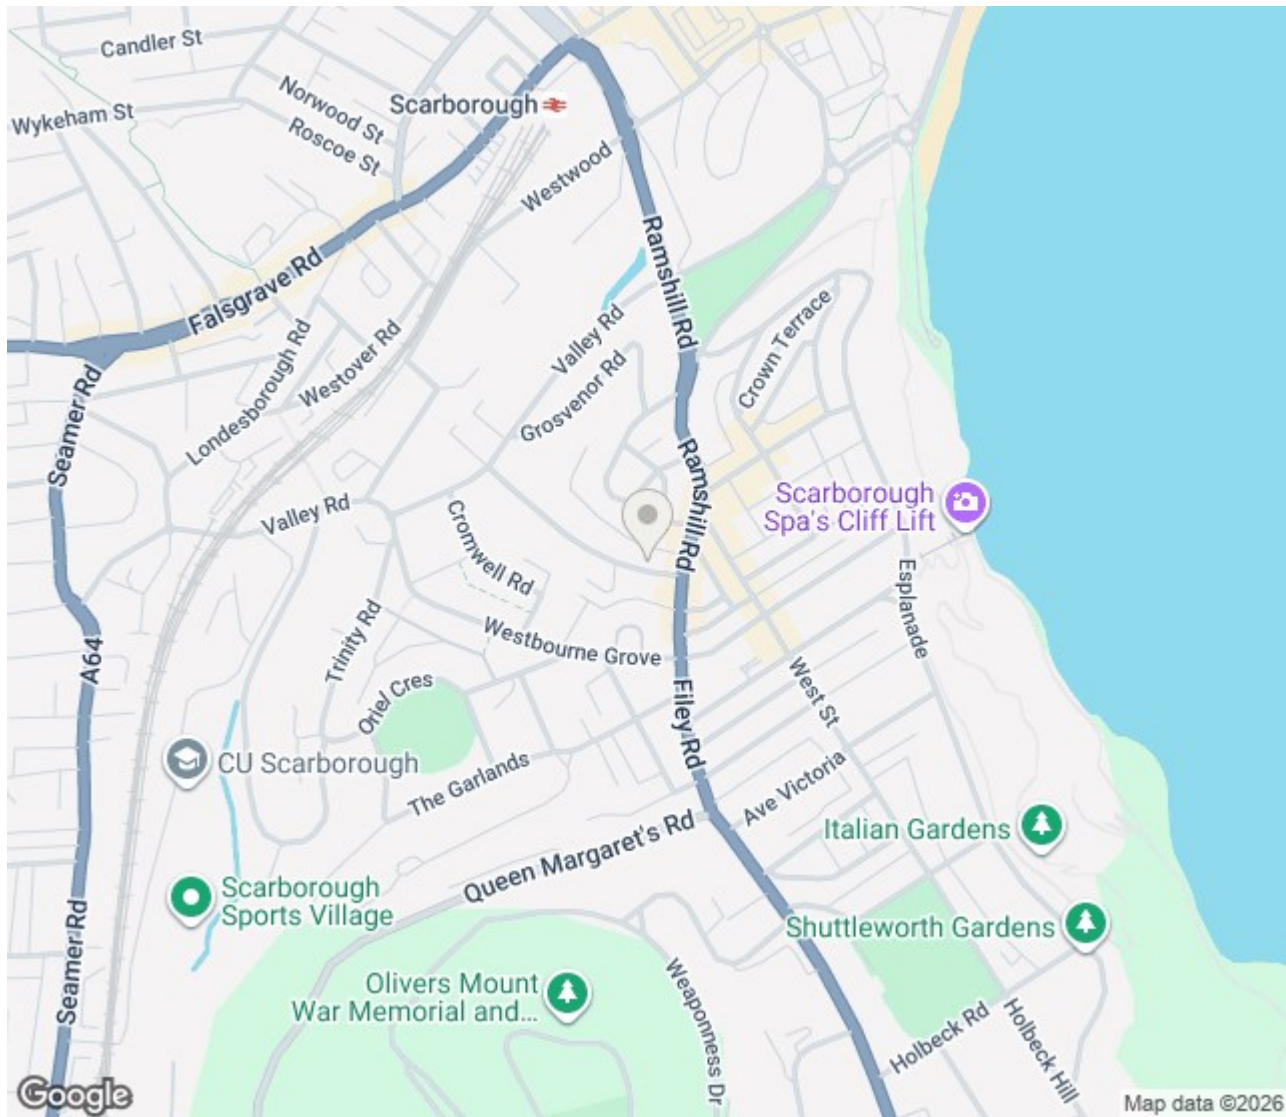 Candler St
Norwood St
Wykeham St
Roscoe St
Scarborough
Westwood
Falsgrave Rd
Ramshill Rd
Londesborough Rd
Westover Rd
Valley Rd
Grosvenor Rd
Crown Terrace
Seamer Rd
Ramshill Rd
Valley Rd
Cromwell Rd
Scarborough
Spa's Cliff Lift
Esplanade
Trinity Rd
Westbourne Grove
A64
Oriel Cres
Filey Rd
West St
CU Scarborough
The Garlands
Ave Victoria
Queen Margaret's Rd
Italian Gardens
Scarborough
Sports Village
Shuttleworth Gardens
Seamer Rd
Olivers Mount
War Memorial and...
Weaponness Dr
Holbeck Rd
Holbeck Hill
Google
Map data ©2026